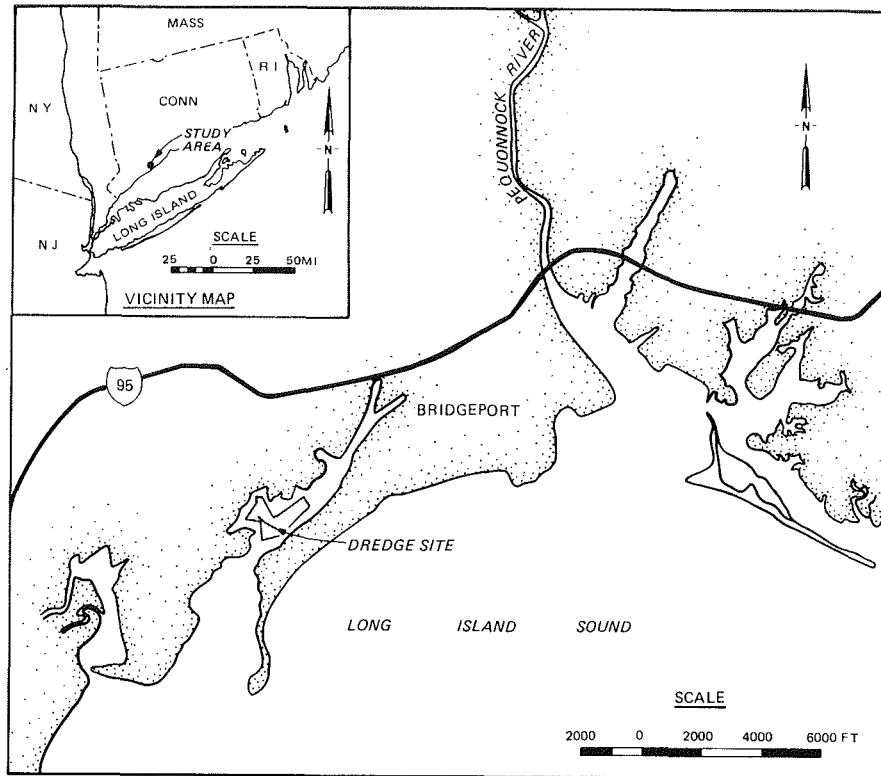 MASS
N Y
CONN
R I
STUDY
AREA
N
LONG ISLAND
N J
SCALE
25 0 25 50MI
VICINITY MAP
PEQUONNOCK RIVER
N
95
BRIDGEPORT
DREDGE SITE
LONG ISLAND SOUND
SCALE
2000 0 2000 4000 6000 FT